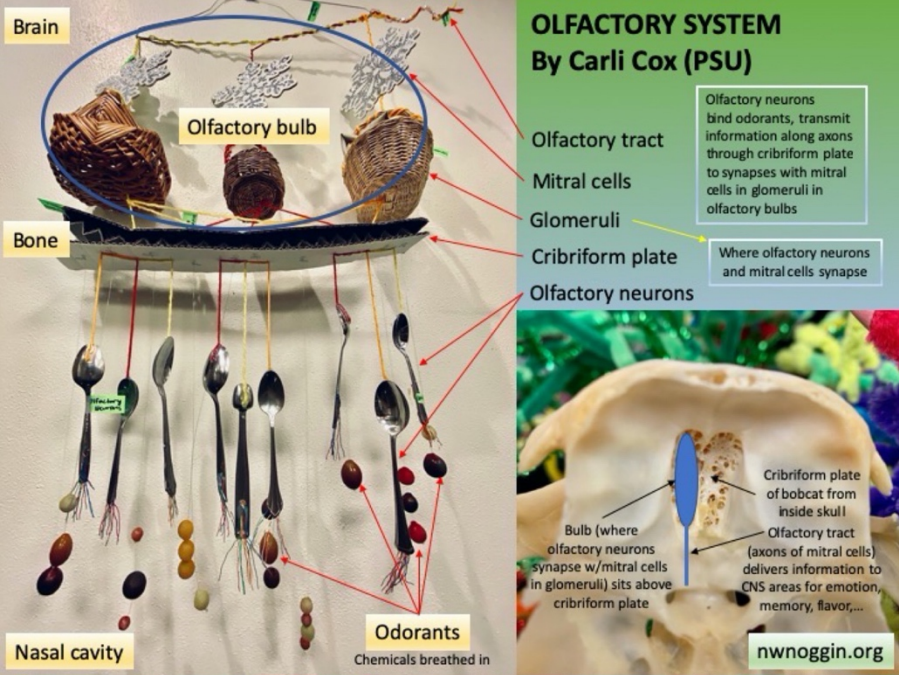 Brain
Olfactory bulb
Bone
Olfactory
neurons
Nasal cavity
Odorants
Chemicals breathed in
OLFACTORY SYSTEM
By Carli Cox (PSU)
Olfactory tract
Mitral cells
Glomeruli
Cribriform plate
Olfactory neurons
Olfactory neurons
bind odorants, transmit
information along axons
through cribriform plate
to synapses with mitral
cells in glomeruli in
olfactory bulbs
Where olfactory neurons
and mitral cells synapse
Cribriform plate
of bobcat from
inside skull
Bulb (where
olfactory neurons
synapse w/mitral cells
in glomeruli) sits above
cribriform plate
Olfactory tract
(axons of mitral cells)
delivers information to
CNS areas for emotion,
memory, flavor,...
nwnoggin.org